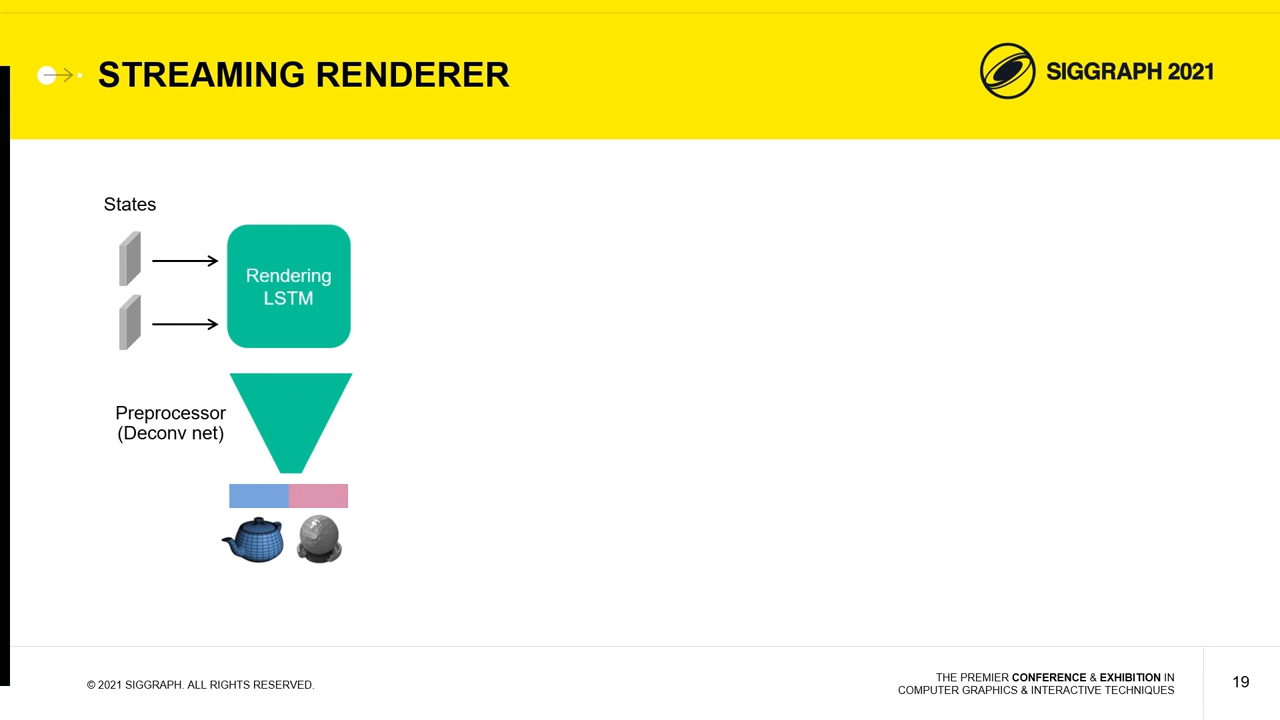 STREAMING RENDERER
SIGGRAPH 2021
States
Rendering
LSTM
Preprocessor
(Deconv net)
© 2021 SIGGRAPH. ALL RIGHTS RESERVED.
THE PREMIER CONFERENCE & EXHIBITION IN
COMPUTER GRAPHICS & INTERACTIVE TECHNIQUES
19